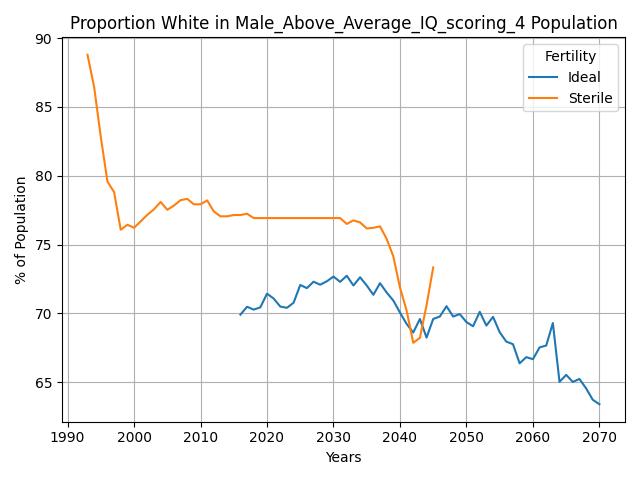 Proportion White in Male_Above_Average_IQ_scoring_4 Population
% of Population
90
85
80
75
70
65
Fertility
Ideal
Sterile
1990 2000 2010 2020 2030 2040 2050 2060 2070
Years